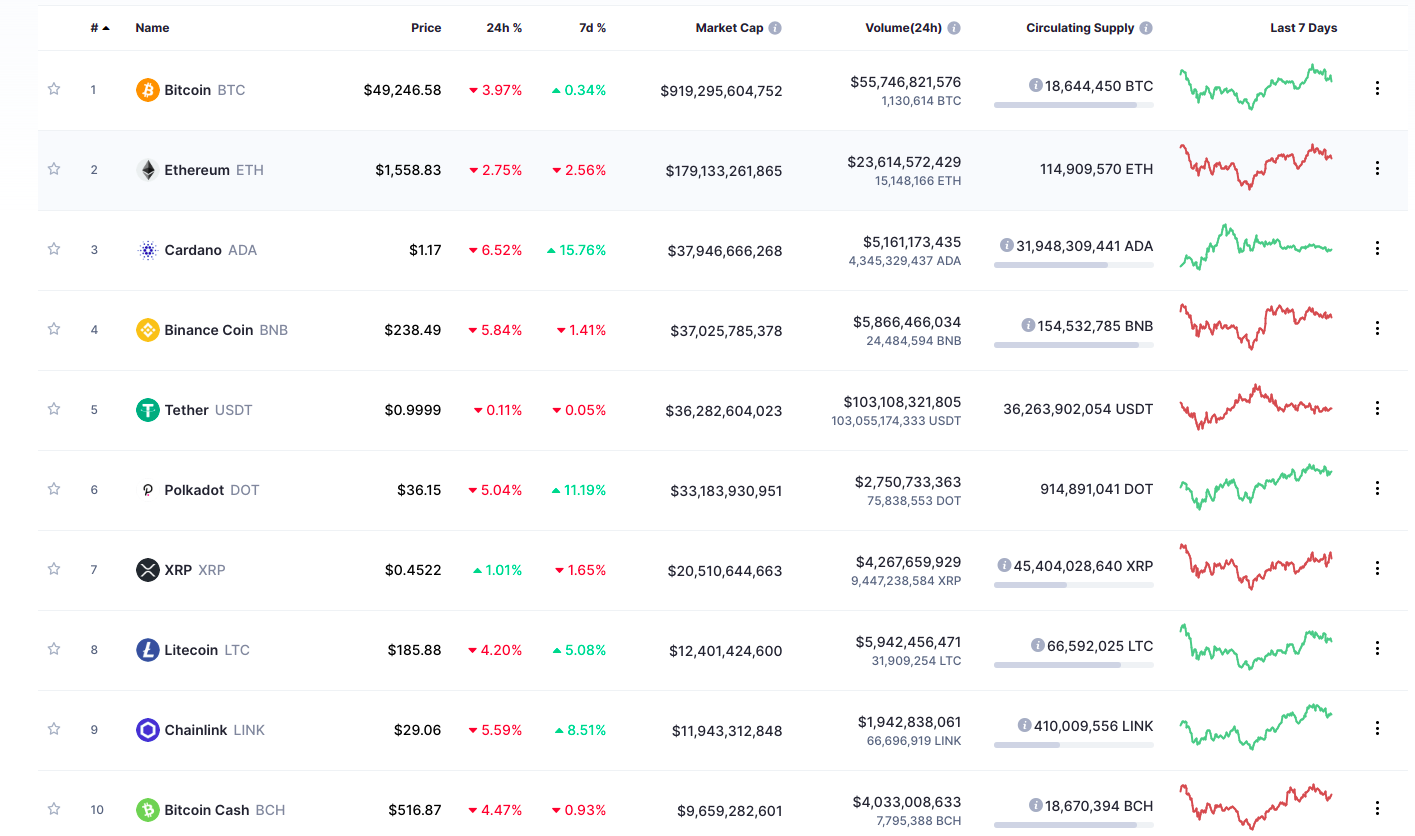 # Name Price 24h % 7d % Market Cap Volume(24h) Circulating Supply Last 7 Days
1 Bitcoin BTC $49,246.58 3.97% 0.34% $919,295,604,752 $55,746,821,576 18,644,450 BTC
1,130,614 BTC
2 Ethereum ETH $1,558.83 2.75% 2.56% $179,133,261,865 $23,614,572,429 114,909,570 ETH
15,148,166 ETH
3 Cardano ADA $1.17 6.52% 15.76% $37,946,666,268 $5,161,173,435 31,948,309,441 ADA
4,345,329,437 ADA
4 Binance Coin BNB $238.49 5.84% 1.41% $37,025,785,378 $5,866,466,034 154,532,785 BNB
24,484,594 BNB
5 Tether USDT $0.9999 0.11% 0.05% $36,282,604,023 $103,108,321,805 36,263,902,054 USDT
103,055,174,333 USDT
6 Polkadot DOT $36.15 5.04% 11.19% $33,183,930,951 $2,750,733,363 914,891,041 DOT
75,838,553 DOT
7 XRP XRP $0.4522 1.01% 1.65% $20,510,644,663 $4,267,659,929 45,404,028,640 XRP
9,447,238,584 XRP
8 Litecoin LTC $185.88 4.20% 5.08% $12,401,424,600 $5,942,456,471 66,592,025 LTC
31,909,254 LTC
9 Chainlink LINK $29.06 5.59% 8.51% $11,943,312,848 $1,942,838,061 410,009,556 LINK
66,696,919 LINK
10 Bitcoin Cash BCH $516.87 4.47% 0.93% $9,659,282,601 $4,033,008,633 18,670,394 BCH
7,795,388 BCH